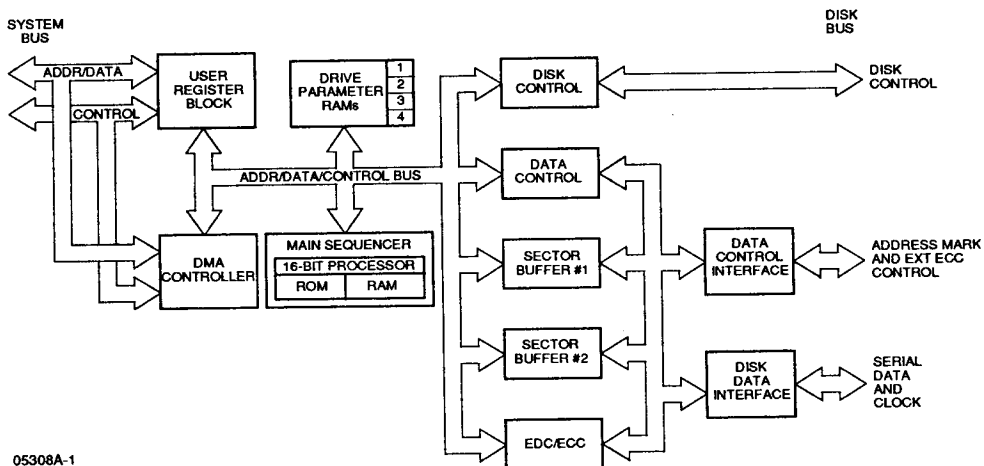 SYSTEM
BUS
DISK
BUS
ADDR/DATA
CONTROL
USER
REGISTER
BLOCK
DRIVE
PARAMETER
RAMs
1
2
3
4
DISK
CONTROL
DISK
CONTROL
ADDR/DATA/CONTROL BUS
DATA
CONTROL
DMA
CONTROLLER
MAIN SEQUENCER
16-BIT PROCESSOR
ROM
RAM
SECTOR
BUFFER #1
DATA
CONTROL
INTERFACE
ADDRESS MARK
AND EXT ECC
CONTROL
SECTOR
BUFFER #2
DISK
DATA
INTERFACE
SERIAL
DATA
AND
CLOCK
EDC/ECC
05308A-1